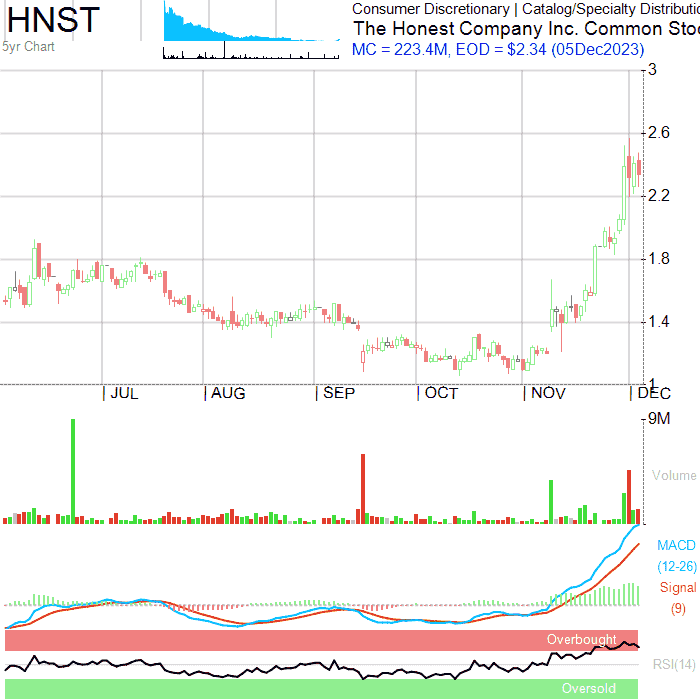 HNST
5yr Chart
Consumer Discretionary | Catalog/Specialty Distributio
The Honest Company Inc. Common Stoc
MC = 223.4M, EOD = $2.34 (05Dec2023)
3
2.6
2.2
1.8
1.4
1
JUL AUG SEP OCT NOV DEC
9M
Volume
MACD
(12-26)
Signal
(9)
Overbought
RSI(14)
Oversold